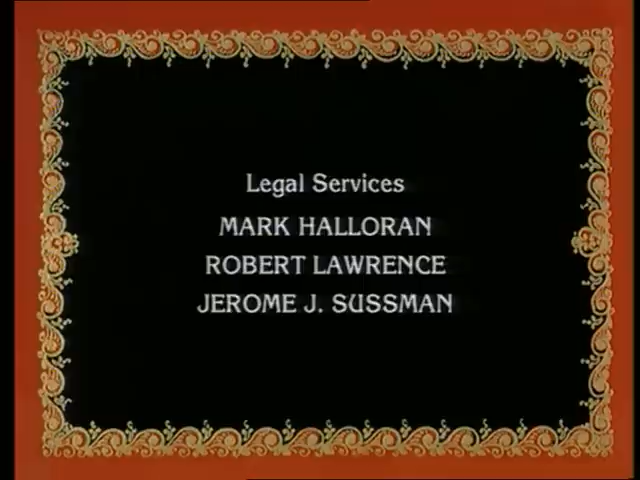 Legal Services
MARK HALLORAN
ROBERT LAWRENCE
JEROME J. SUSSMAN